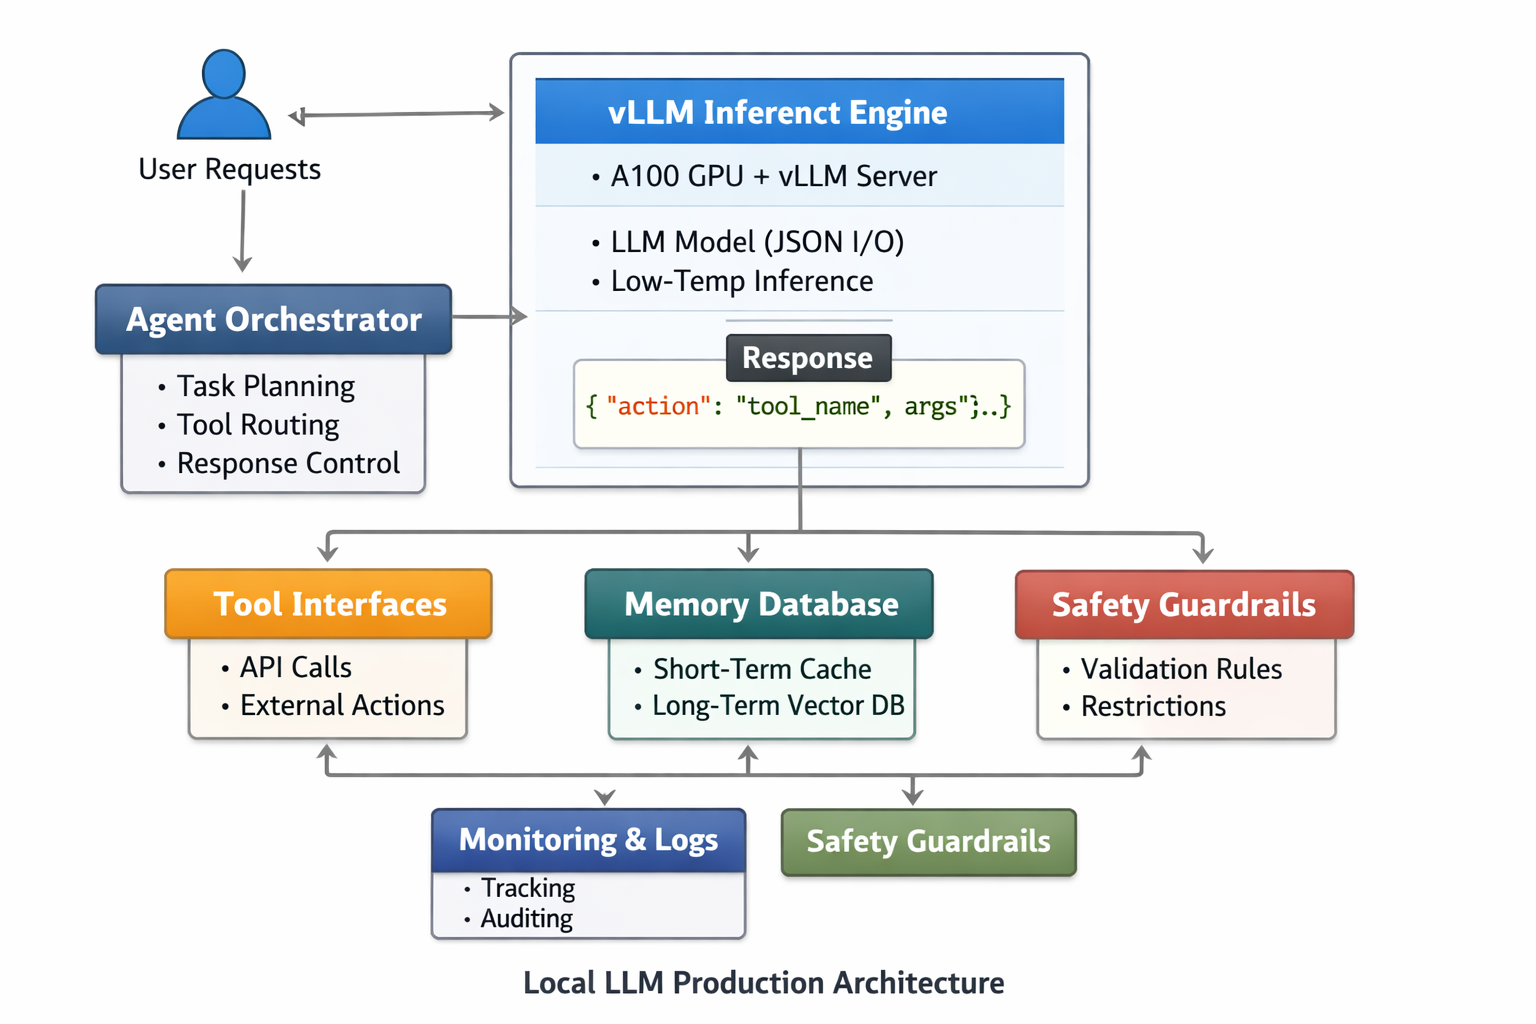 User Requests
vLLM Inferenct Engine
• A100 GPU + vLLM Server
• LLM Model (JSON I/O)
• Low-Temp Inference
Agent Orchestrator
• Task Planning
• Tool Routing
• Response Control
Response
{ "action": "tool_name", args"}...}
Tool Interfaces
• API Calls
• External Actions
Memory Database
• Short-Term Cache
• Long-Term Vector DB
Safety Guardrails
• Validation Rules
• Restrictions
Monitoring & Logs
• Tracking
• Auditing
Safety Guardrails
Local LLM Production Architecture